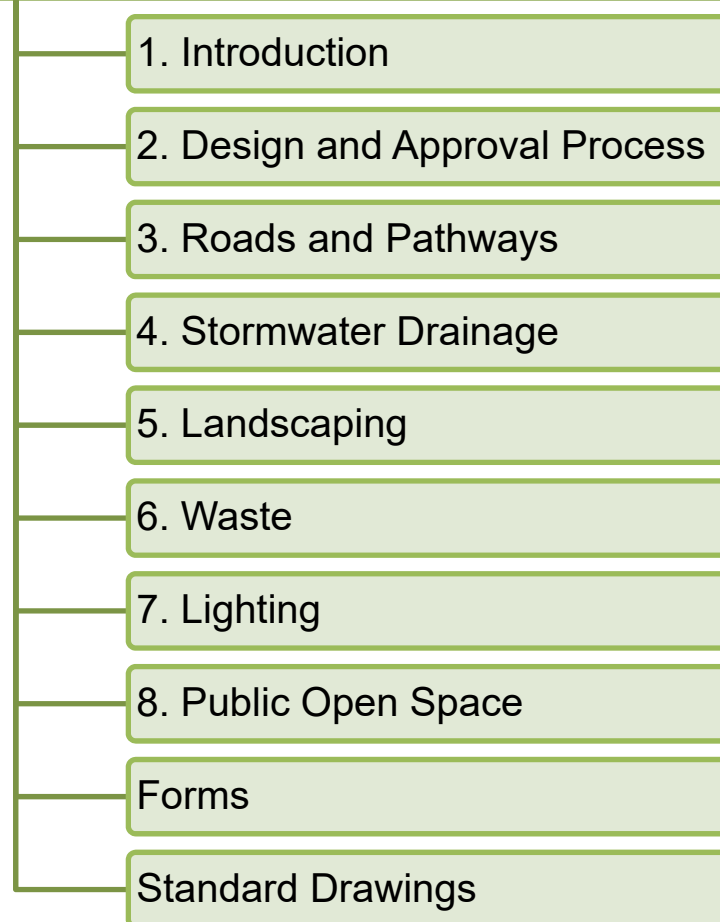 1. Introduction
2. Design and Approval Process
3. Roads and Pathways
4. Stormwater Drainage
5. Landscaping
6. Waste
7. Lighting
8. Public Open Space
Forms
Standard Drawings